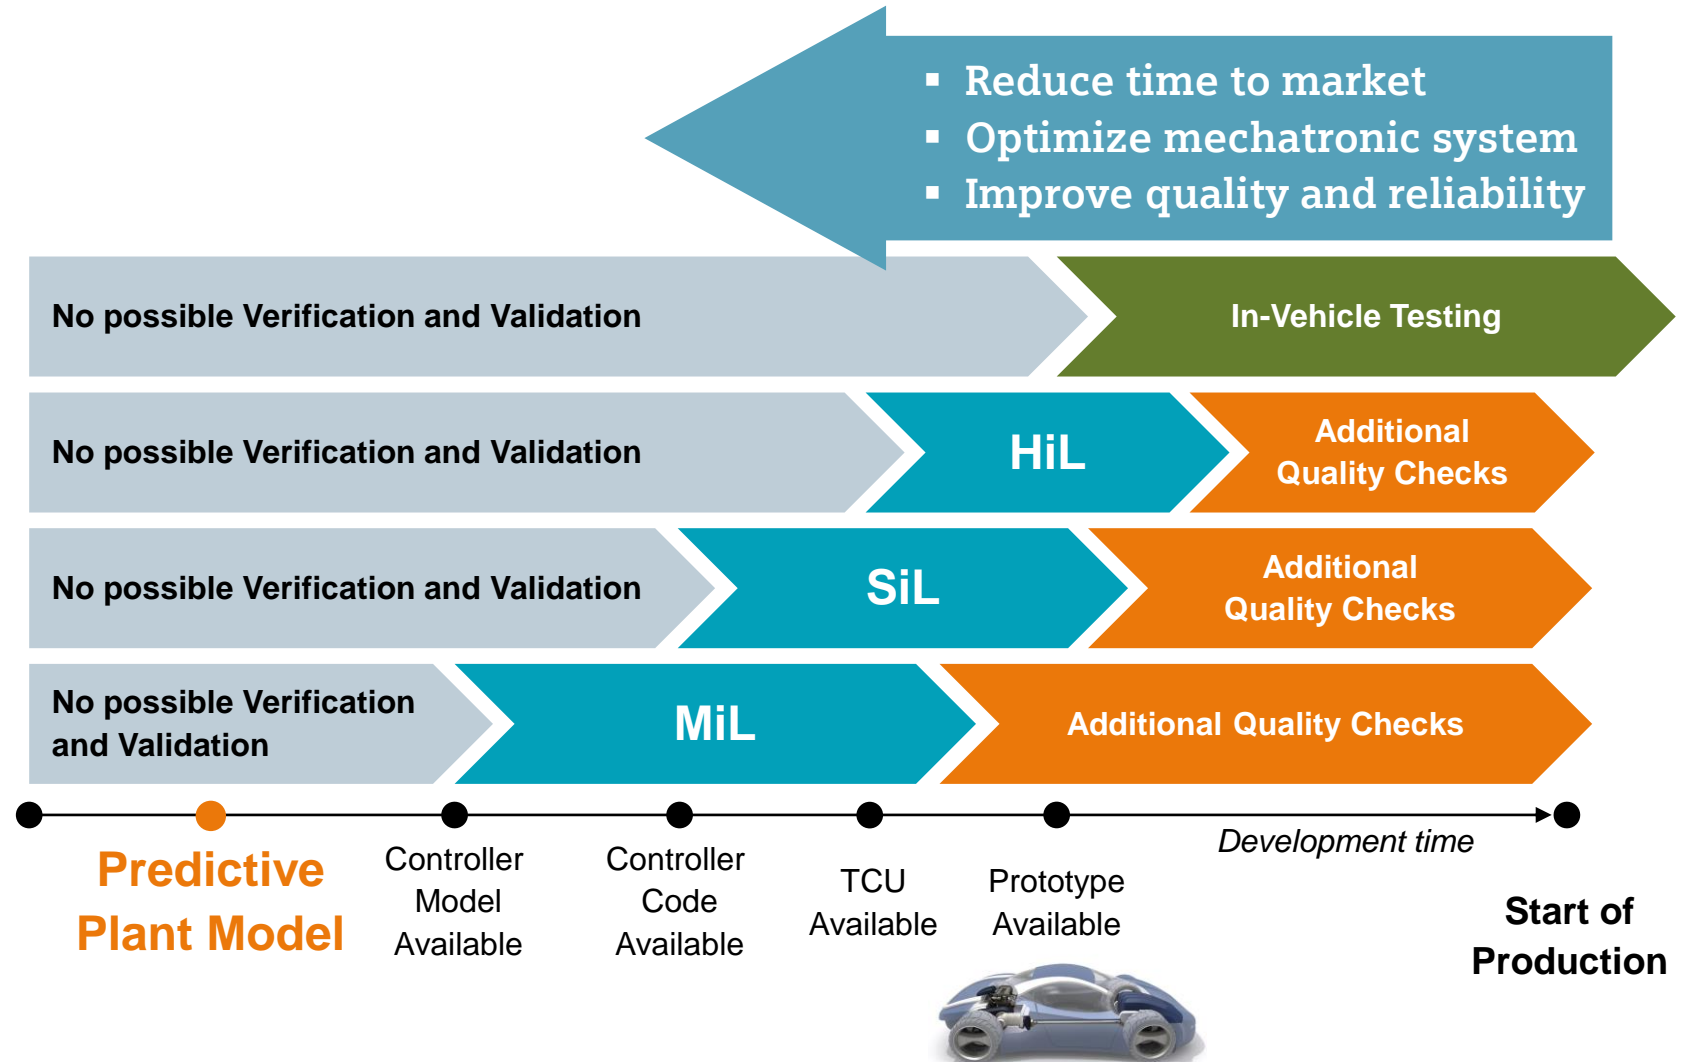 ▪ Reduce time to market
▪ Optimize mechatronic system
▪ Improve quality and reliability
No possible Verification and Validation
In-Vehicle Testing
No possible Verification and Validation
HiL
Additional
Quality Checks
No possible Verification and Validation
SiL
Additional
Quality Checks
No possible Verification
and Validation
MiL
Additional Quality Checks
Development time
Predictive
Plant Model
Controller
Model
Available
Controller
Code
Available
TCU
Available
Prototype
Available
Start of
Production